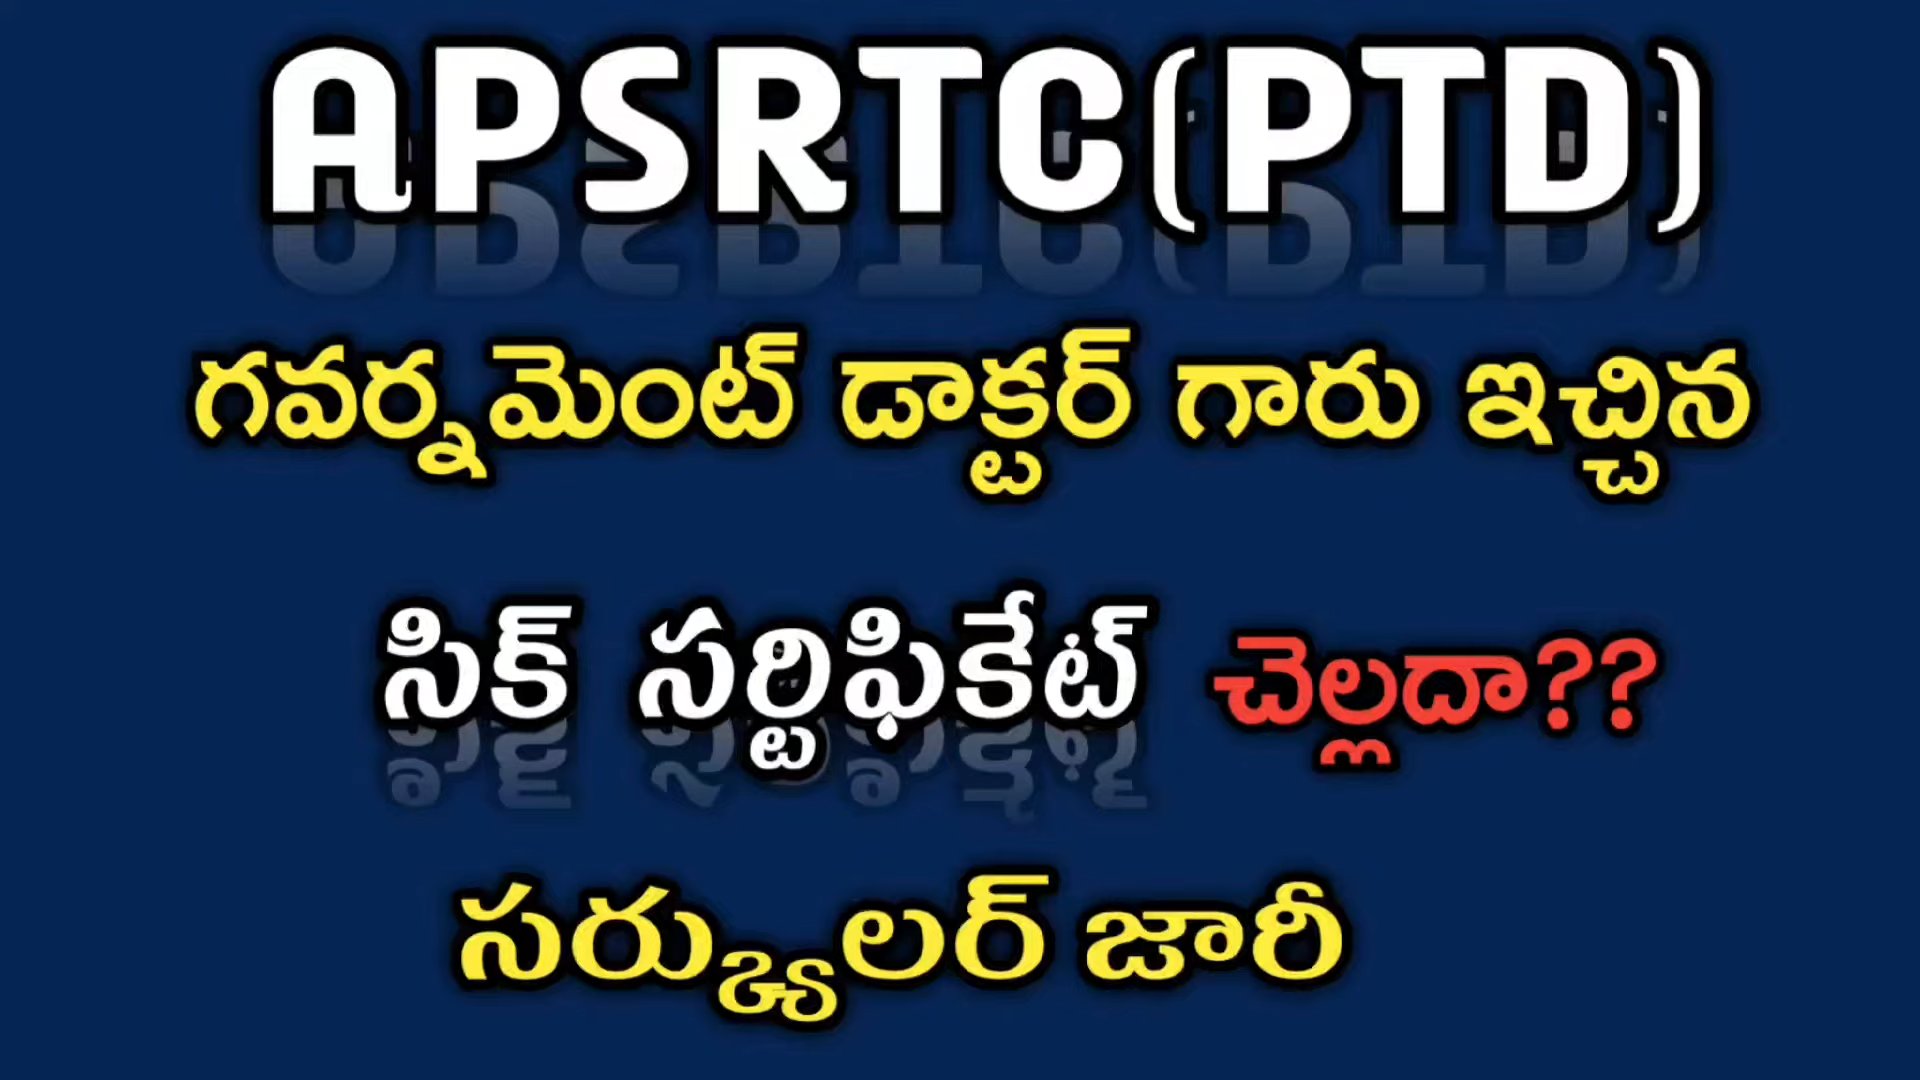 APSRTC(PTD)
గవర్నమెంట్ డాక్టర్ గారు ఇచ్చిన
సిక్ సర్టిఫికేట్ చెల్లదా??
సర్క్యులర్ జారీ